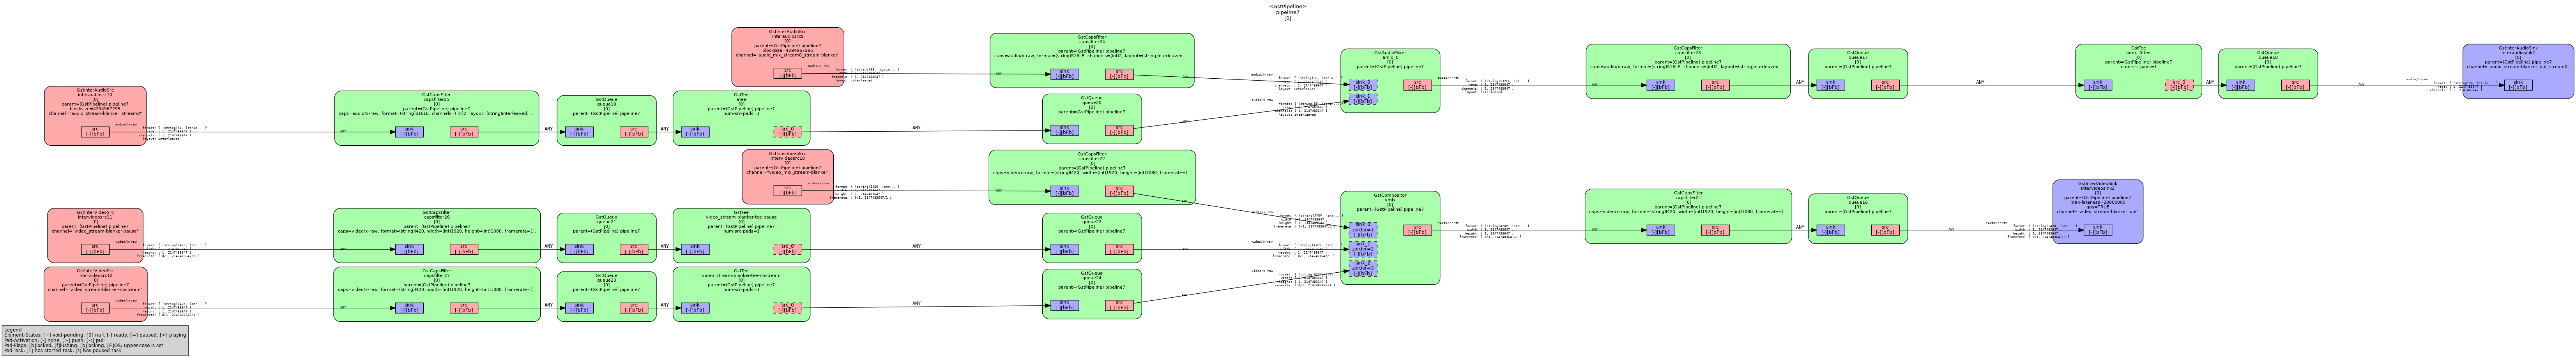 <GstPipeline>
pipeline7
[0]
GstInterAudioSrc
interaudiosrc9
[0]
parent=(GstPipeline) pipeline7
blocksize=4294967295
channel="audio_mix_stream0_stream-blanker"
src
[-][bFb]
GstCapsFilter
capsfilter24
[0]
parent=(GstPipeline) pipeline7
caps=audio/x-raw, format=(string)S16LE, channels=(int)2, layout=(string)interleaved, ...
sink
[-][bFb]
src
[-][bFb]
GstAudioMixer
amix_0
[0]
parent=(GstPipeline) pipeline7
sink_0
[-][bFb]
sink_1
[-][bFb]
src
[-][bFb]
GstCapsFilter
capsfilter23
[0]
parent=(GstPipeline) pipeline7
caps=audio/x-raw, format=(string)S16LE, channels=(int)2, layout=(string)interleaved, ...
sink
[-][bFb]
src
[-][bFb]
ANY
GstQueue
queue17
[0]
parent=(GstPipeline) pipeline7
sink
[-][bFb]
src
[-][bFb]
ANY
GstTee
amix_0-tee
[0]
parent=(GstPipeline) pipeline7
num-src-pads=1
sink
[-][bFb]
src_0
[-][bFb]
ANY
GstQueue
queue18
[0]
parent=(GstPipeline) pipeline7
sink
[-][bFb]
src
[-][bFb]
GstInterAudioSink
interaudiosink2
[0]
parent=(GstPipeline) pipeline7
channel="audio_stream-blanker_out_stream0"
sink
[-][bFb]
GstInterAudioSrc
interaudiosrc10
[0]
parent=(GstPipeline) pipeline7
blocksize=4294967295
channel="audio_stream-blanker_stream0"
src
[-][bFb]
GstCapsFilter
capsfilter25
[0]
parent=(GstPipeline) pipeline7
caps=audio/x-raw, format=(string)S16LE, channels=(int)2, layout=(string)interleaved, ...
sink
[-][bFb]
src
[-][bFb]
ANY
GstQueue
queue19
[0]
parent=(GstPipeline) pipeline7
sink
[-][bFb]
src
[-][bFb]
ANY
GstTee
atee
[0]
parent=(GstPipeline) pipeline7
num-src-pads=1
sink
[-][bFb]
src_0
[-][bFb]
ANY
GstQueue
queue20
[0]
parent=(GstPipeline) pipeline7
sink
[-][bFb]
src
[-][bFb]
GstInterVideoSrc
intervideosrc10
[0]
parent=(GstPipeline) pipeline7
channel="video_mix_stream-blanker"
src
[-][bFb]
GstCapsFilter
capsfilter22
[0]
parent=(GstPipeline) pipeline7
caps=video/x-raw, format=(string)I420, width=(int)1920, height=(int)1080, framerate=(...
sink
[-][bFb]
src
[-][bFb]
GstCompositor
vmix
[0]
parent=(GstPipeline) pipeline7
sink_0
zorder=1
[-][bFb]
sink_1
zorder=2
[-][bFb]
sink_2
zorder=3
[-][bFb]
src
[-][bFb]
GstCapsFilter
capsfilter21
[0]
parent=(GstPipeline) pipeline7
caps=video/x-raw, format=(string)I420, width=(int)1920, height=(int)1080, framerate=(...
sink
[-][bFb]
src
[-][bFb]
ANY
GstQueue
queue16
[0]
parent=(GstPipeline) pipeline7
sink
[-][bFb]
src
[-][bFb]
GstInterVideoSink
intervideosink2
[0]
parent=(GstPipeline) pipeline7
max-lateness=20000000
qos=TRUE
channel="video_stream-blanker_out"
sink
[-][bFb]
GstInterVideoSrc
intervideosrc11
[0]
parent=(GstPipeline) pipeline7
channel="video_stream-blanker-pause"
src
[-][bFb]
GstCapsFilter
capsfilter26
[0]
parent=(GstPipeline) pipeline7
caps=video/x-raw, format=(string)I420, width=(int)1920, height=(int)1080, framerate=(...
sink
[-][bFb]
src
[-][bFb]
ANY
GstQueue
queue21
[0]
parent=(GstPipeline) pipeline7
sink
[-][bFb]
src
[-][bFb]
ANY
GstTee
video_stream-blanker-tee-pause
[0]
parent=(GstPipeline) pipeline7
num-src-pads=1
sink
[-][bFb]
src_0
[-][bFb]
ANY
GstQueue
queue22
[0]
parent=(GstPipeline) pipeline7
sink
[-][bFb]
src
[-][bFb]
GstInterVideoSrc
intervideosrc12
[0]
parent=(GstPipeline) pipeline7
channel="video_stream-blanker-nostream"
src
[-][bFb]
GstCapsFilter
capsfilter27
[0]
parent=(GstPipeline) pipeline7
caps=video/x-raw, format=(string)I420, width=(int)1920, height=(int)1080, framerate=(...
sink
[-][bFb]
src
[-][bFb]
ANY
GstQueue
queue23
[0]
parent=(GstPipeline) pipeline7
sink
[-][bFb]
src
[-][bFb]
ANY
GstTee
video_stream-blanker-tee-nostream
[0]
parent=(GstPipeline) pipeline7
num-src-pads=1
sink
[-][bFb]
src_0
[-][bFb]
ANY
GstQueue
queue24
[0]
parent=(GstPipeline) pipeline7
sink
[-][bFb]
src
[-][bFb]
Legend
Element-States: [~] void-pending, [0] null, [-] ready, [=] paused, [>] playing
Pad-Activation: [-] none, [>] push, [<] pull
Pad-Flags: [b]locked, [f]lushing, [b]locking, [E]OS; upper-case is set
Pad-Task: [T] has started task, [t] has paused task